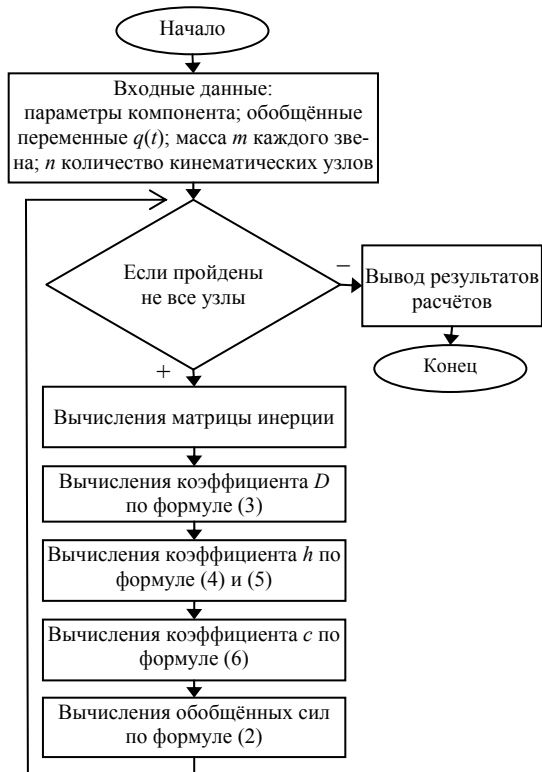 Начало
Входные данные:
параметры компонента; обобщённые
переменные q(t); масса m каждого зве-
на; n количество кинематических узлов
Если пройдены
не все узлы
–
Вывод результатов
расчётов
Конец
+
Вычисления матрицы инерции
Вычисления коэффициента D
по формуле (3)
Вычисления коэффициента h по
формуле (4) и (5)
Вычисления коэффициента c по
формуле (6)
Вычисления обобщённых сил
по формуле (2)